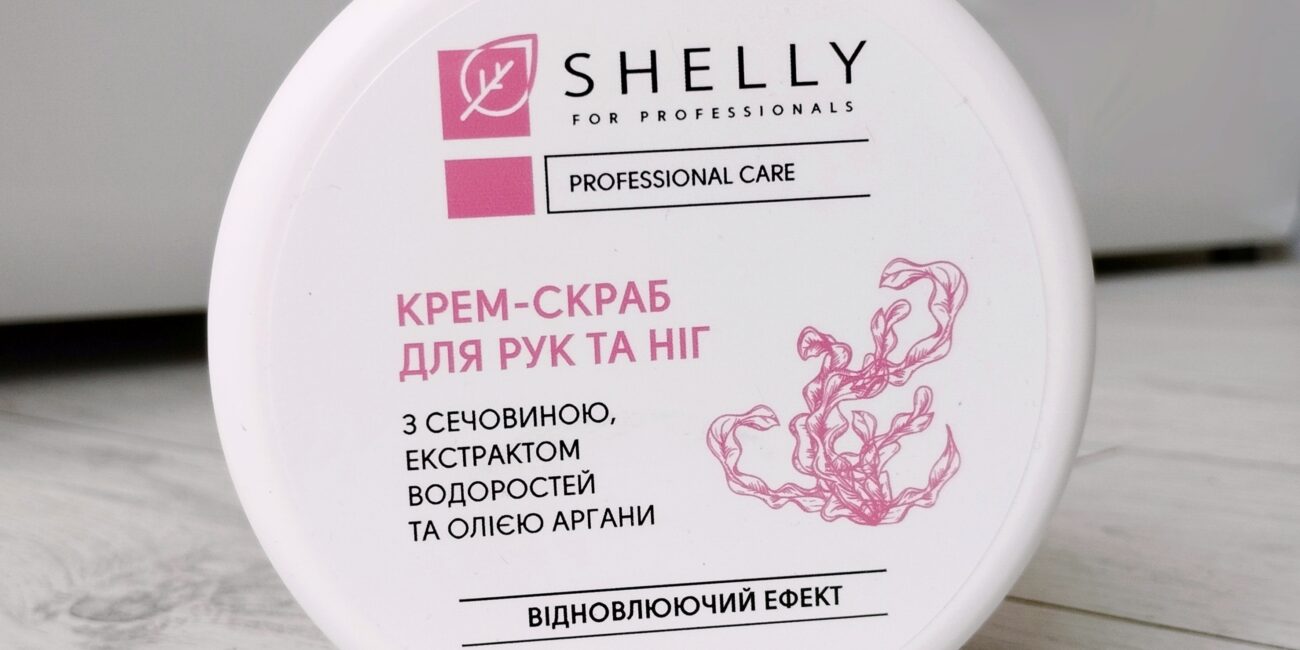 SHELLY
FOR PROFESSIONALS
PROFESSIONAL CARE
КРЕМ-СКРАБ
ДЛЯ РУК ТА НІГ
З СЕЧОВИНОЮ,
ЕКСТРАКТОМ
ВОДОРОСТЕЙ
ТА ОЛІЄЮ АРГАНИ
ВІДНОВЛЮЮЧИЙ ЕФЕКТ